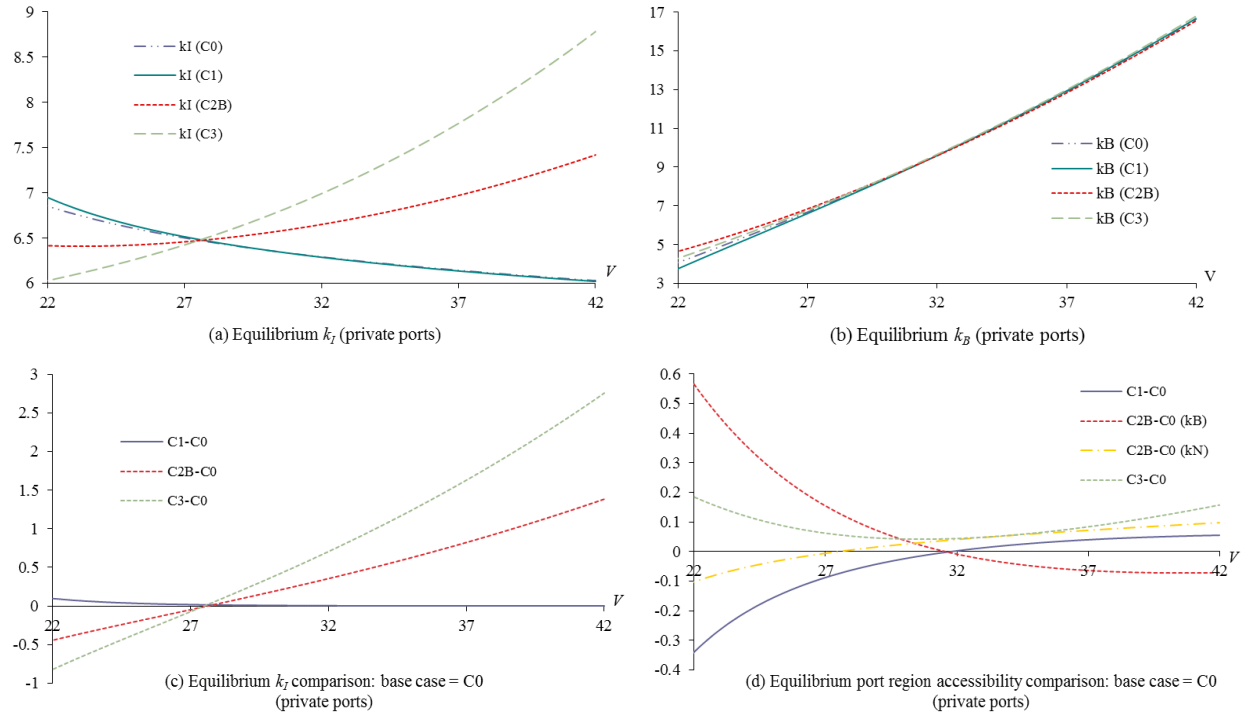 9
8.5
8
7.5
7
6.5
6
22
27
32
37
42
V
kI (C0)
kI (C1)
kI (C2B)
kI (C3)
(a) Equilibrium kI (private ports)
17
15
13
11
9
7
5
3
22
27
32
37
42
V
kB (C0)
kB (C1)
kB (C2B)
kB (C3)
(b) Equilibrium kB (private ports)
3
2.5
2
1.5
1
0.5
0
-0.5
-1
22
27
32
37
42
V
C1-C0
C2B-C0
C3-C0
(c) Equilibrium kI comparison: base case = C0
(private ports)
0.6
0.5
0.4
0.3
0.2
0.1
0
-0.1
-0.2
-0.3
-0.4
22
27
32
37
42
V
C1-C0
C2B-C0 (kB)
C2B-C0 (kN)
C3-C0
(d) Equilibrium port region accessibility comparison: base case = C0
(private ports)